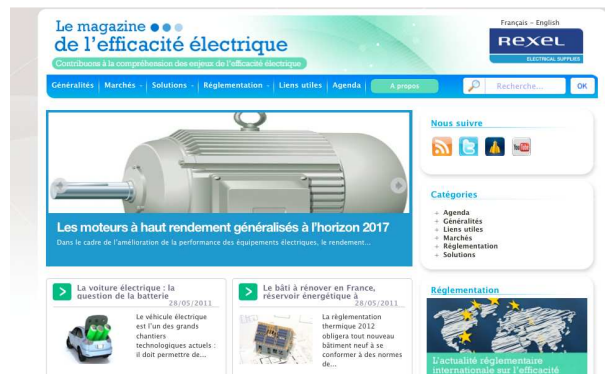 Le magazine
de l'efficacité électrique
Contribuons à la compréhension des enjeux de l'efficacité électrique
Français – English
REXEL
ELECTRICAL SUPPLIES
Généralités
Marchés
Solutions
Réglementation
Liens utiles
Agenda
A propos
Recherche...
OK
Les moteurs à haut rendement généralisés à l'horizon 2017
Dans le cadre de l'amélioration de la performance des équipements électriques, le rendement...
Nous suivre
You Tube
Catégories
+ Agenda
+ Généralités
+ Liens utiles
+ Marchés
+ Réglementation
+ Solutions
La voiture électrique : la
question de la batterie
28/05/2011
Le véhicule électrique
est l'un des grands
chantiers
technologiques actuels :
il doit permettre de...
Le bâti à rénover en France,
réservoir énergétique à
28/05/2011
La règlementation
thermique 2012
obligera tout nouveau
bâtiment neuf à se
conformer à des normes
de...
Réglementation
L'actualité réglementaire
internationale sur l'efficacité